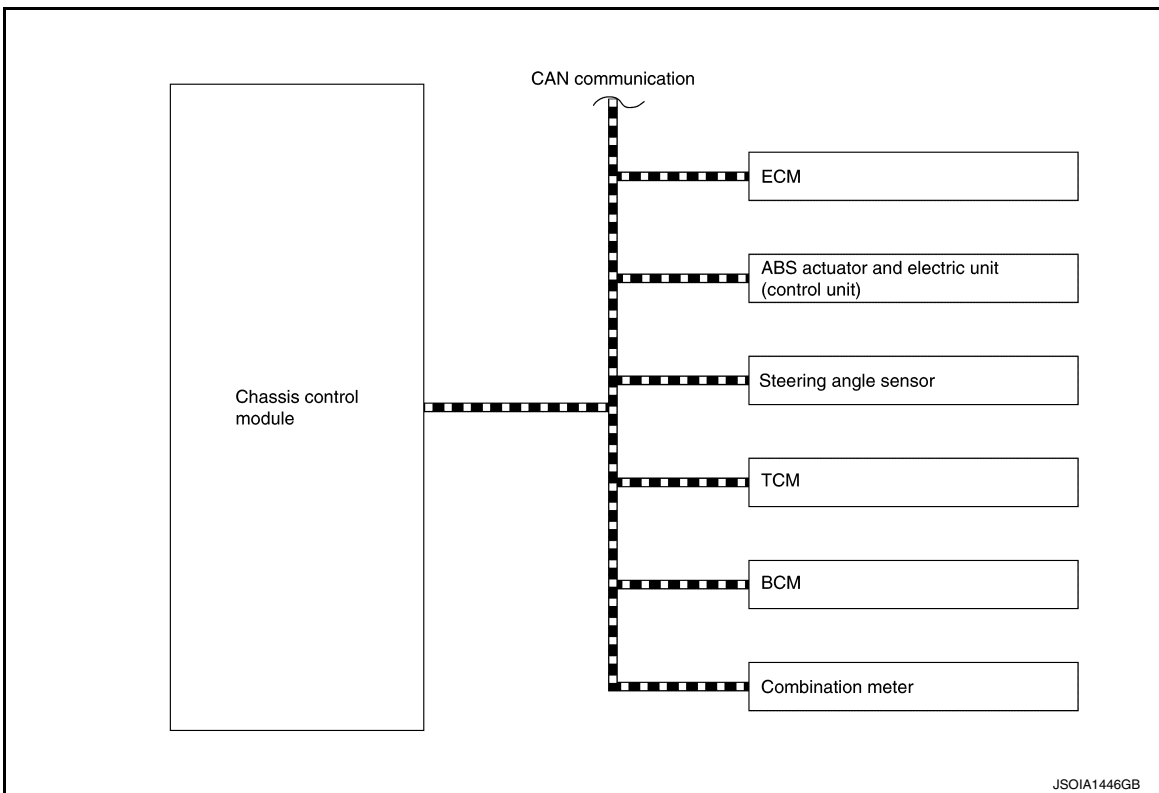 CAN communication
ECM
ABS actuator and electric unit
(control unit)
Steering angle sensor
Chassis control
module
TCM
BCM
Combination meter
JSOIA1446GB